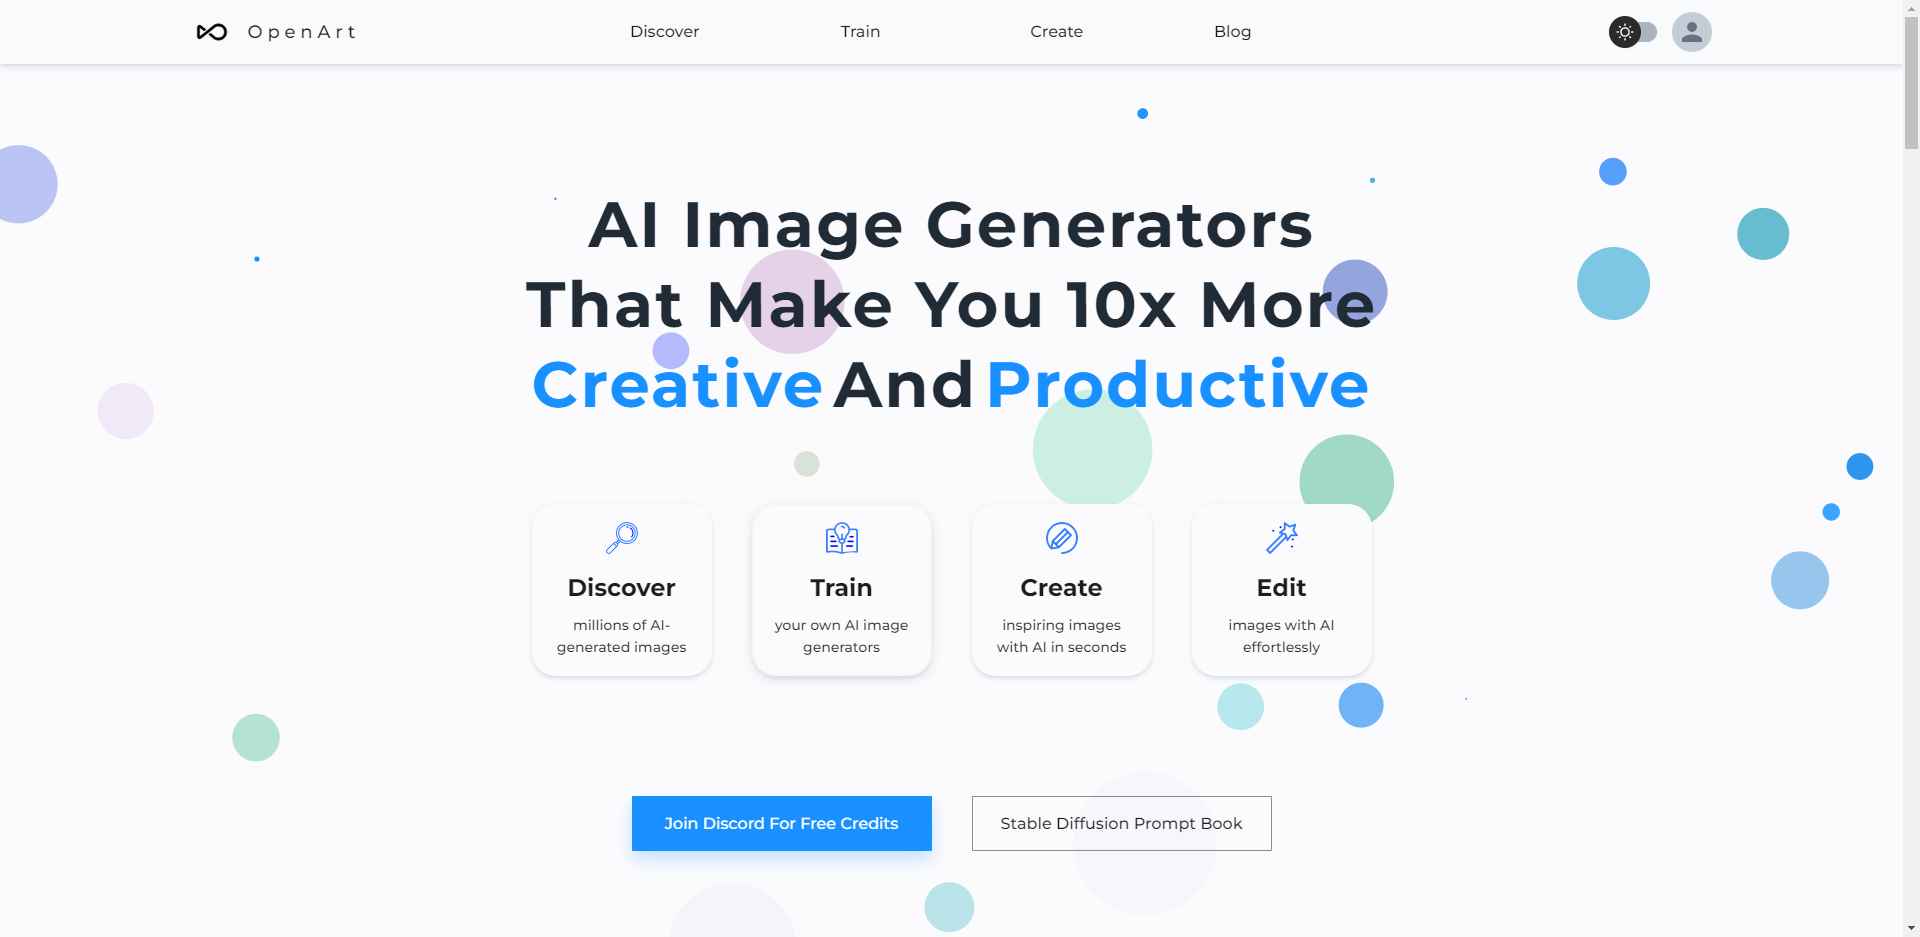 OpenArt
Discover
Train
Create
Blog
AI Image Generators
That Make You 10x More
Creative And Productive
Discover
millions of AI-
generated images
Train
your own AI image
generators
Create
inspiring images
with AI in seconds
Edit
images with AI
effortlessly
Join Discord For Free Credits
Stable Diffusion Prompt Book